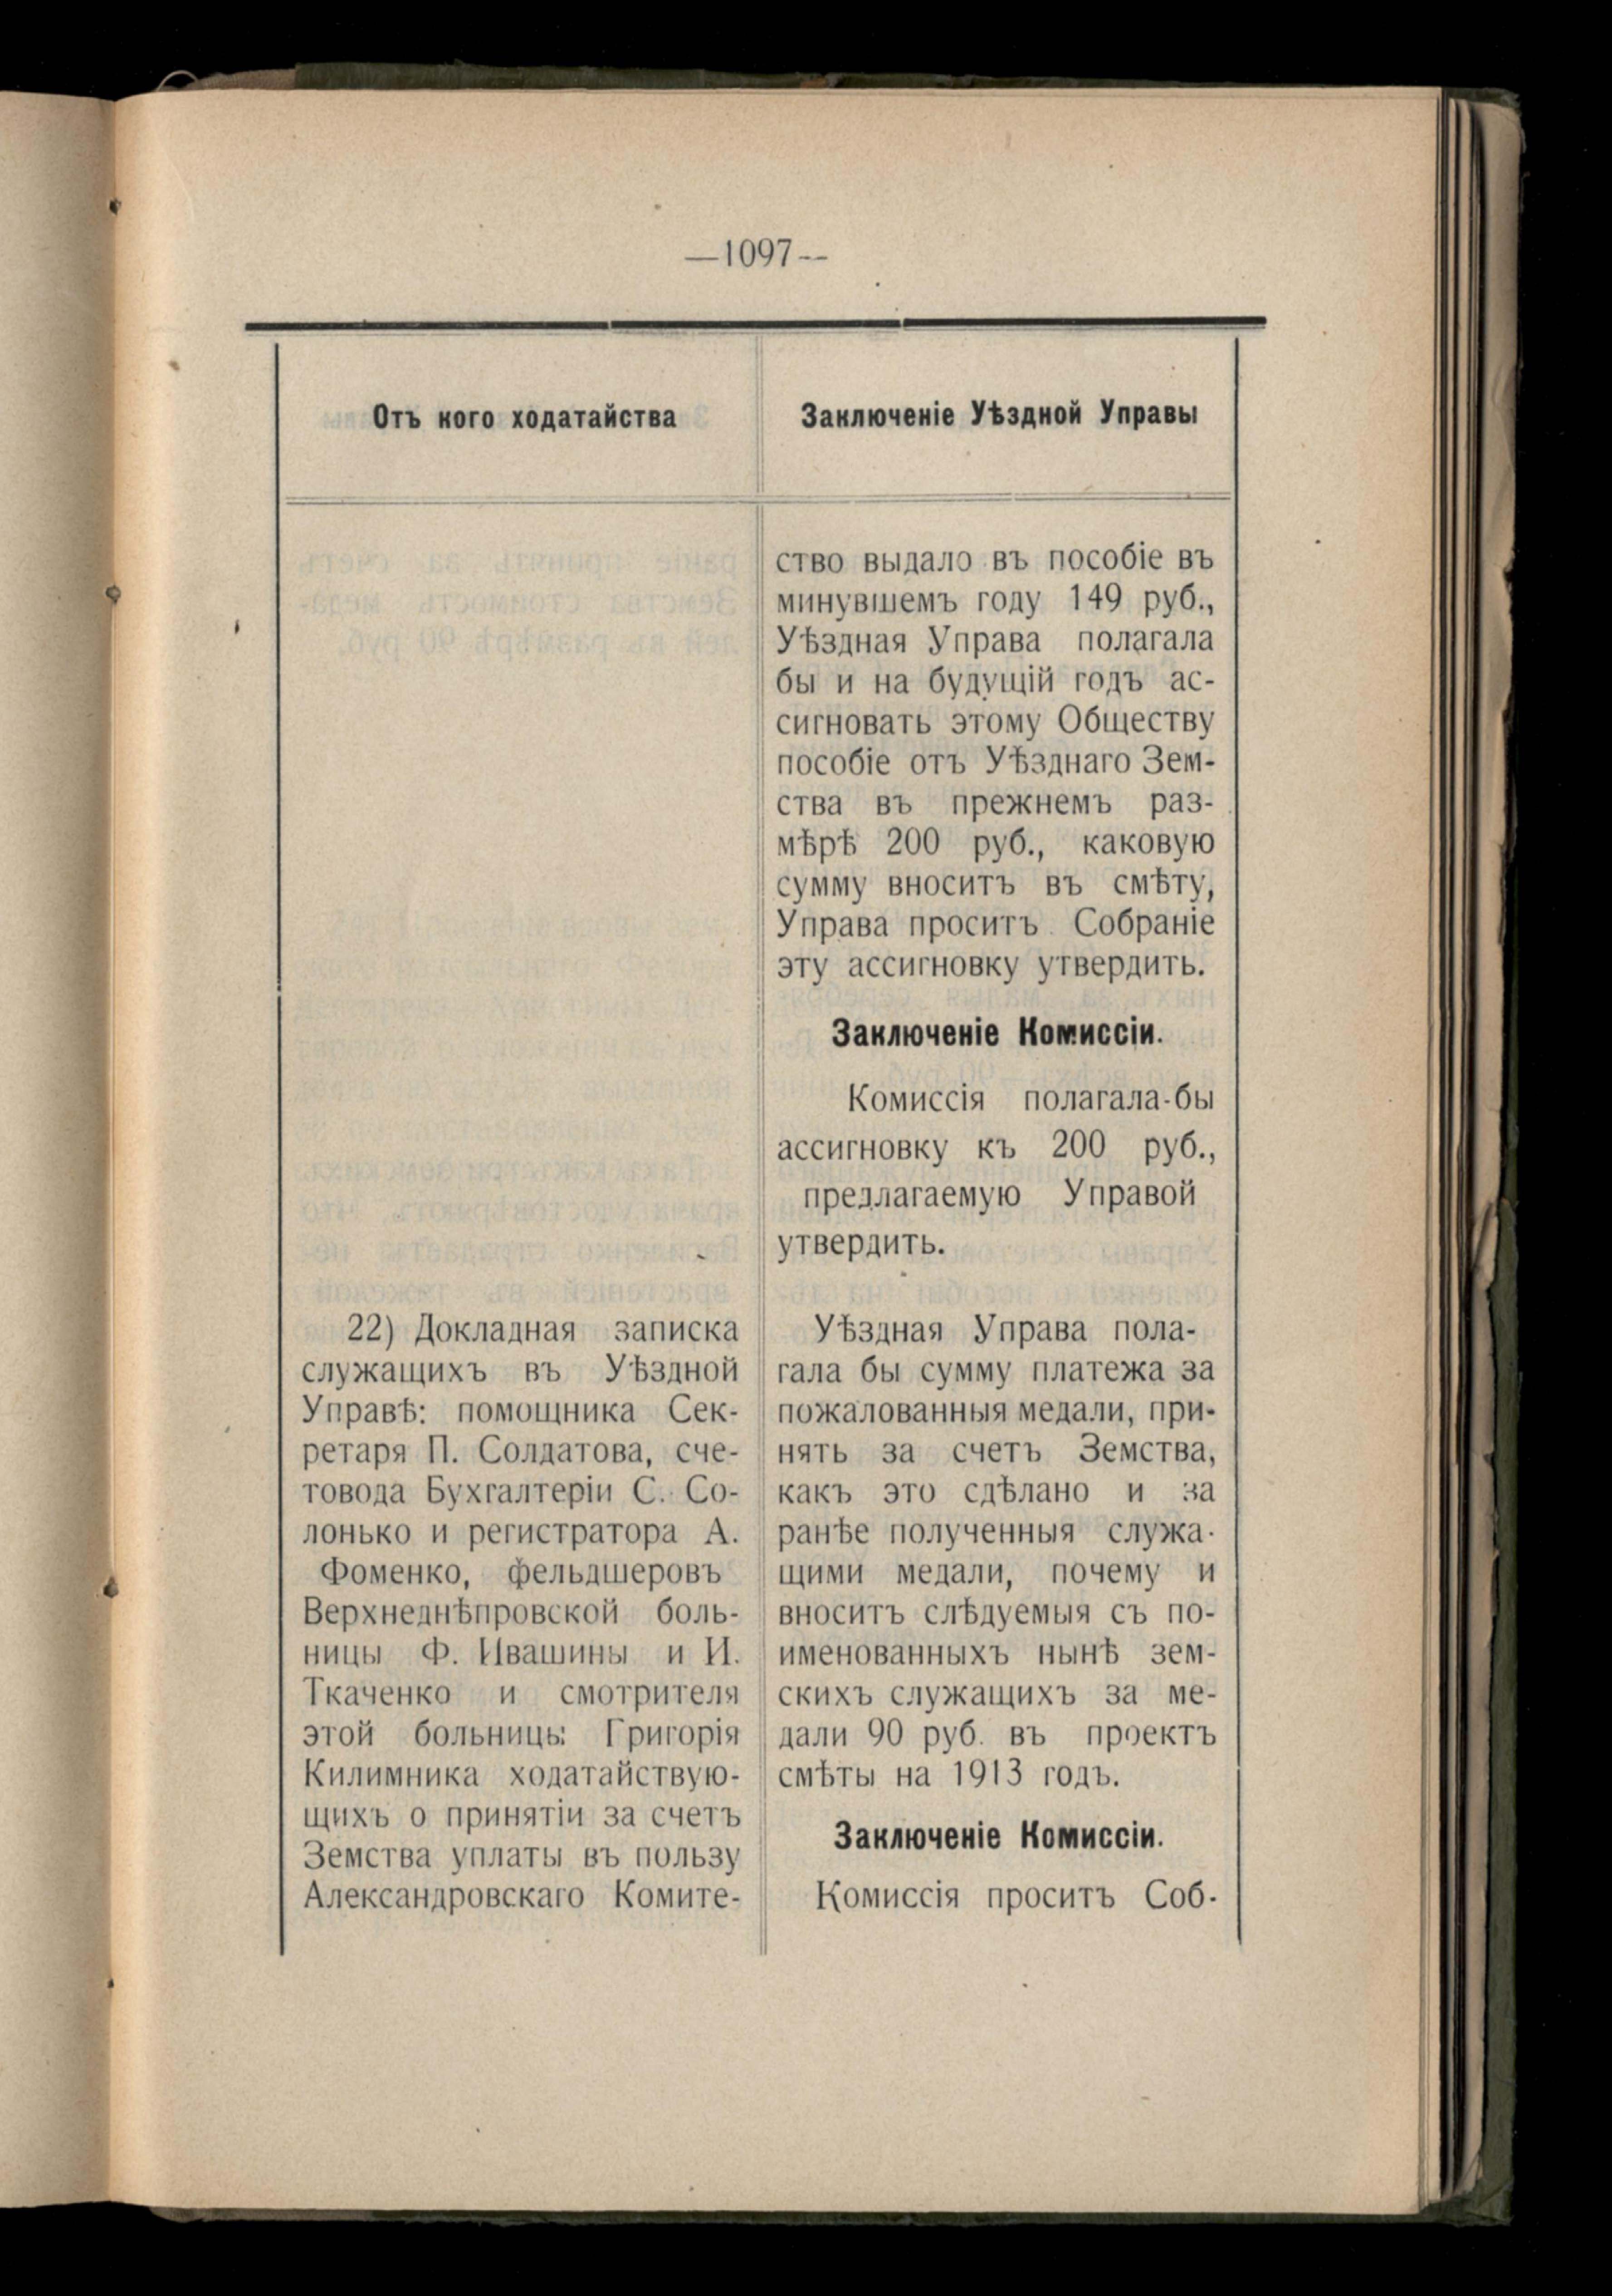 —1097—
Отъ кого ходатайства
Заключеніе Уѣздной Управы
ство выдало въ пособіе въ
минувшемъ году 149 руб.,
Уѣздная Управа полагала
бы и на будущій годъ ас-
сигновать этому Обществу
пособіе отъ Уѣзднаго Зем-
ства въ прежнемъ раз-
мѣрѣ 200 руб., каковую
сумму вноситъ въ смѣту,
Управа проситъ Собраніе
эту ассигновку утвердить.
Заключеніе Комиссіи.
Комиссія полагала-бы
ассигновку къ 200 руб.,
предлагаемую Управой
утвердить.
22) Докладная записка
служащихъ въ Уѣздной
Управѣ: помощника Сек-
ретаря П. Солдатова, сче-
товода Бухгалтеріи С. Со-
лонько и регистратора А.
Фоменко, фельдшеровъ
Верхнеднѣпровской боль-
ницы Ф. Ивашины и И.
Ткаченко и смотрителя
этой больницы Григорія
Килимника ходатайствую-
щихъ о принятіи за счетъ
Земства уплаты въ пользу
Александровскаго Комите-
Уѣздная Управа пола-
гала бы сумму платежа за
пожалованныя медали, при-
нять за счетъ Земства,
какъ это сдѣлано и за
ранѣе полученныя служа-
щими медали, почему и
вноситъ слѣдуемыя съ по-
именованныхъ нынѣ зем-
скихъ служащихъ за ме-
дали 90 руб. въ проектъ
смѣты на 1913 годъ.
Заключеніе Комиссіи.
Комиссія проситъ Соб-